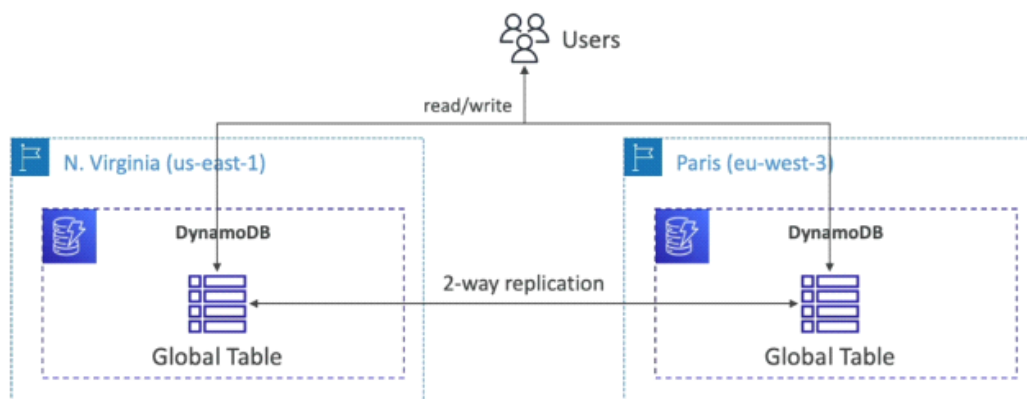 Users
read/write
N. Virginia (us-east-1)
Paris (eu-west-3)
DynamoDB
DynamoDB
2-way replication
Global Table
Global Table